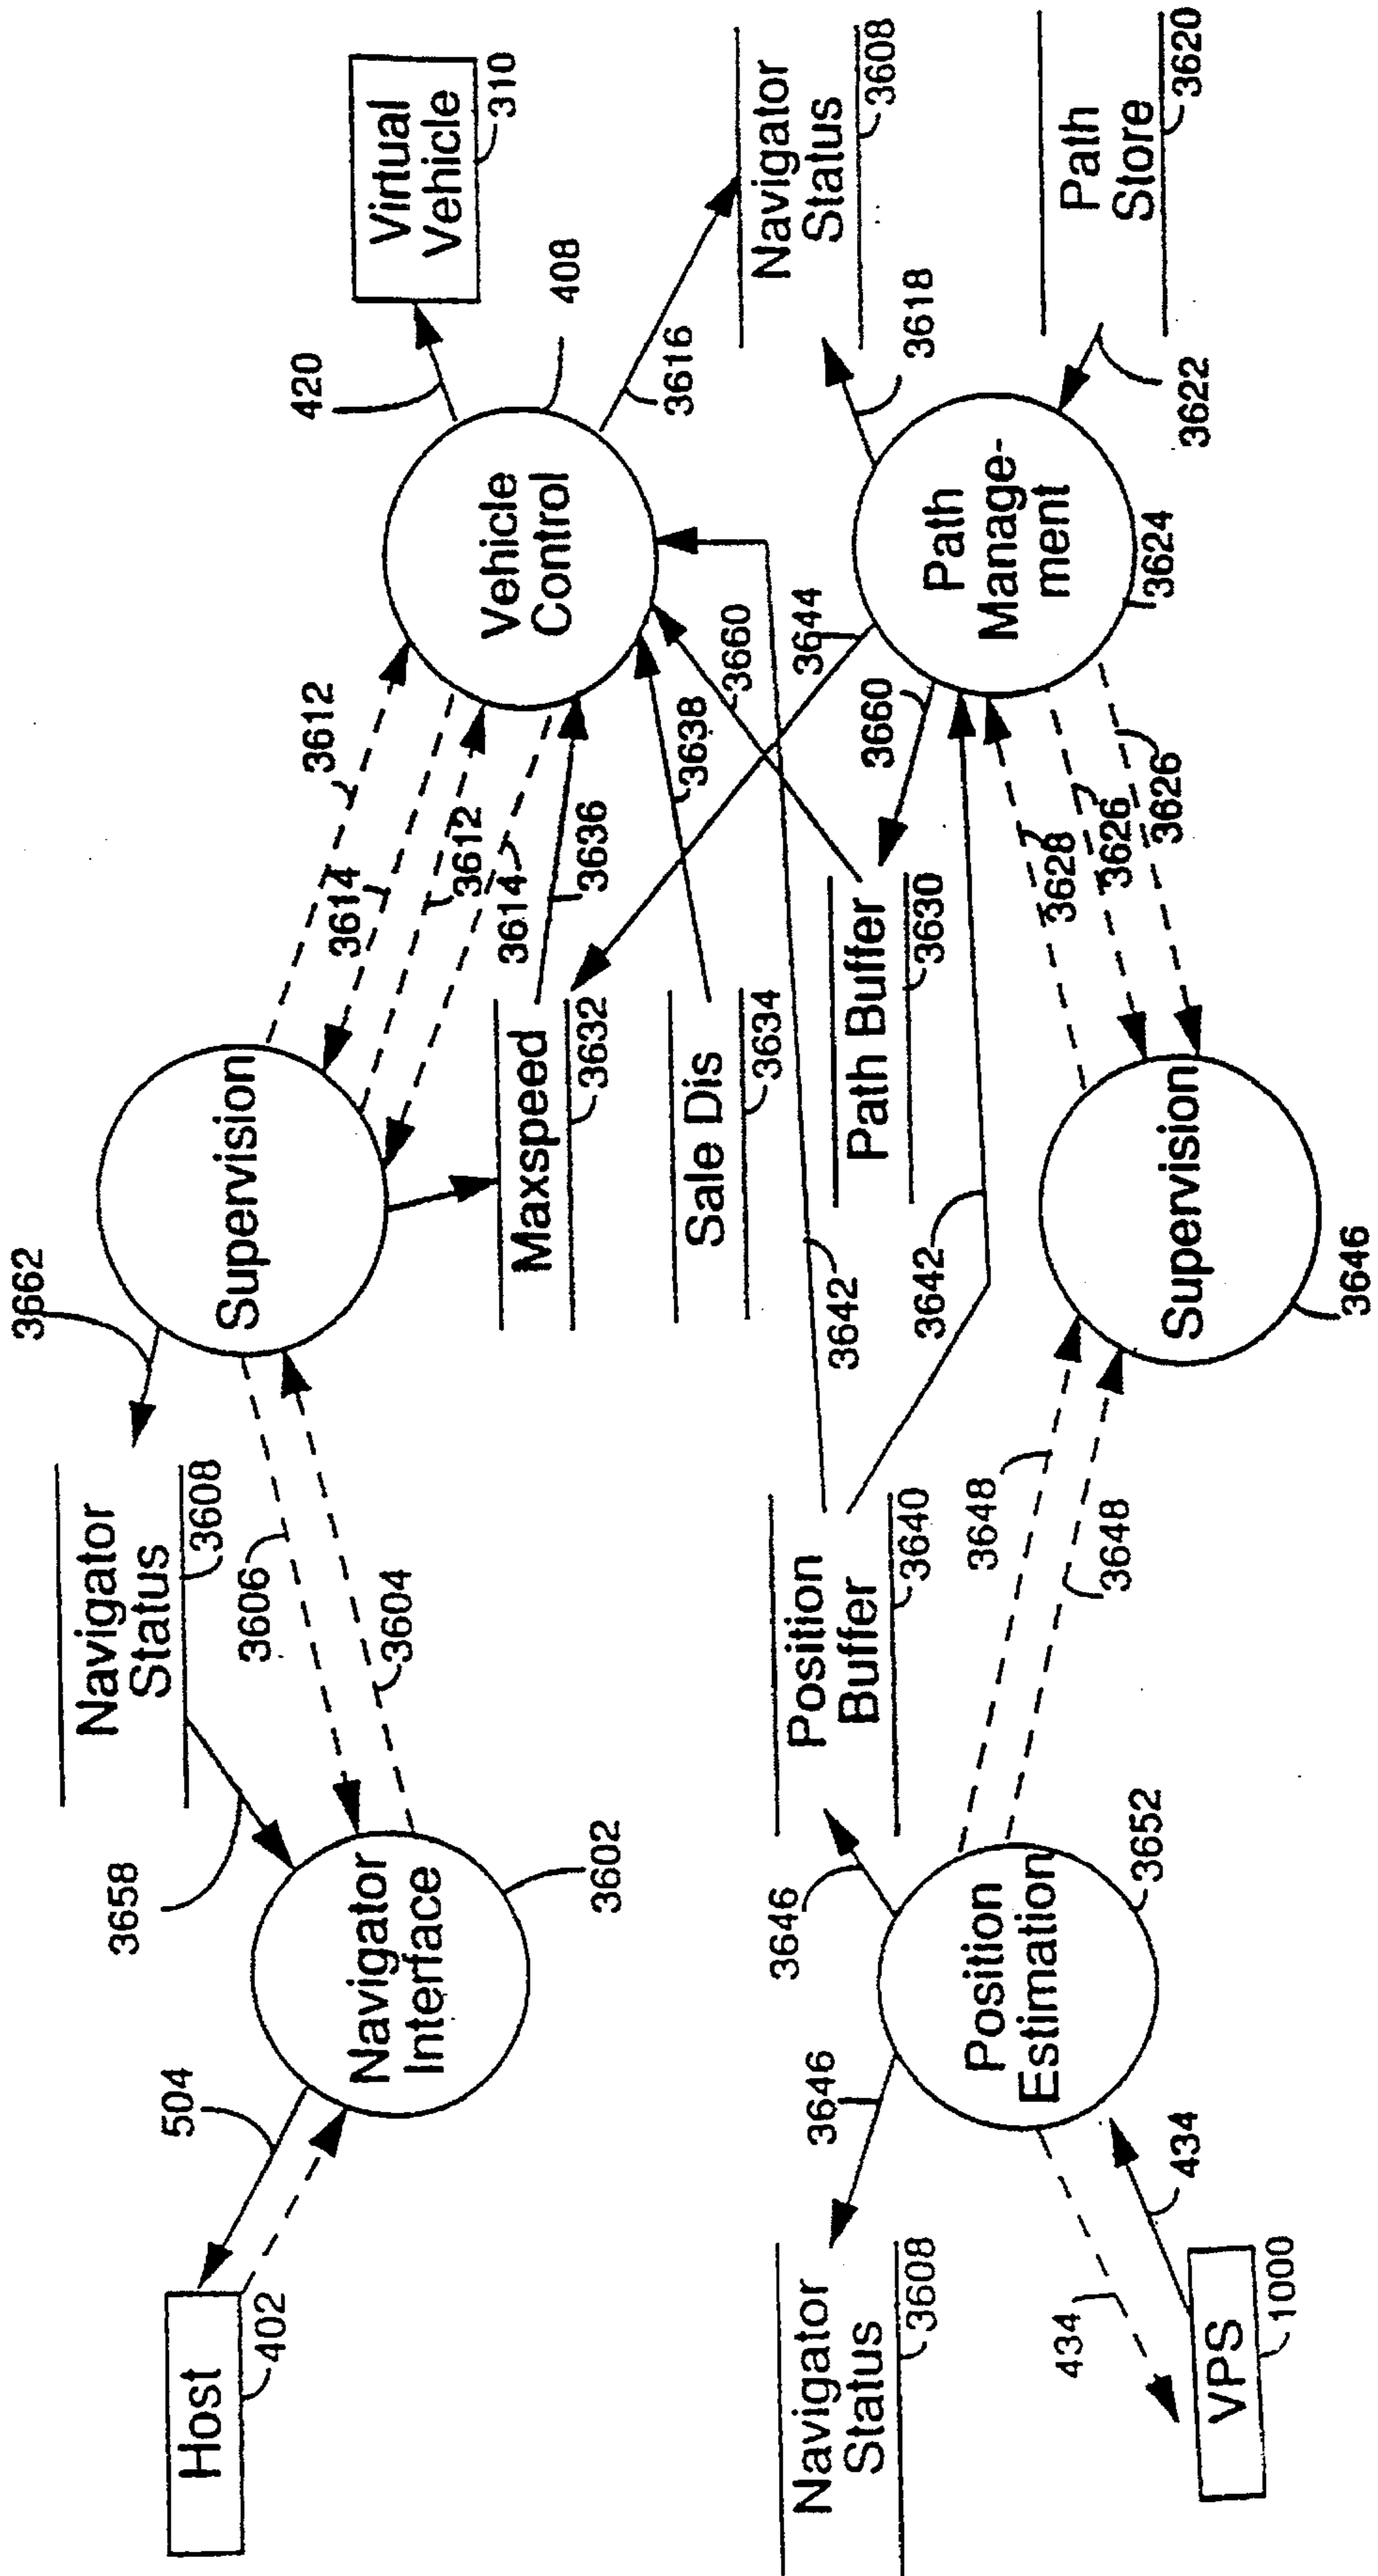 3662
Navigator
Status
3608
3658
504
Host
402
3606
3604
Navigator
Interface
3602
Supervision
3612
3614
3612
3614
420
Virtual
Vehicle
310
408
Vehicle
Control
3616
Maxspeed
3632
3636
Sale Dis
3634
3638
3660
Navigator
Status
3608
3618
3642
3644
3660
Path Buffer
3630
3642
Position
Buffer
3640
3646
3646
Navigator
Status
3608
Position
Estimation
3652
434
434
VPS
1000
3648
3648
Supervision
3646
3628
3626
3626
Path
Manage-
ment
3624
3622
Path
Store
3620